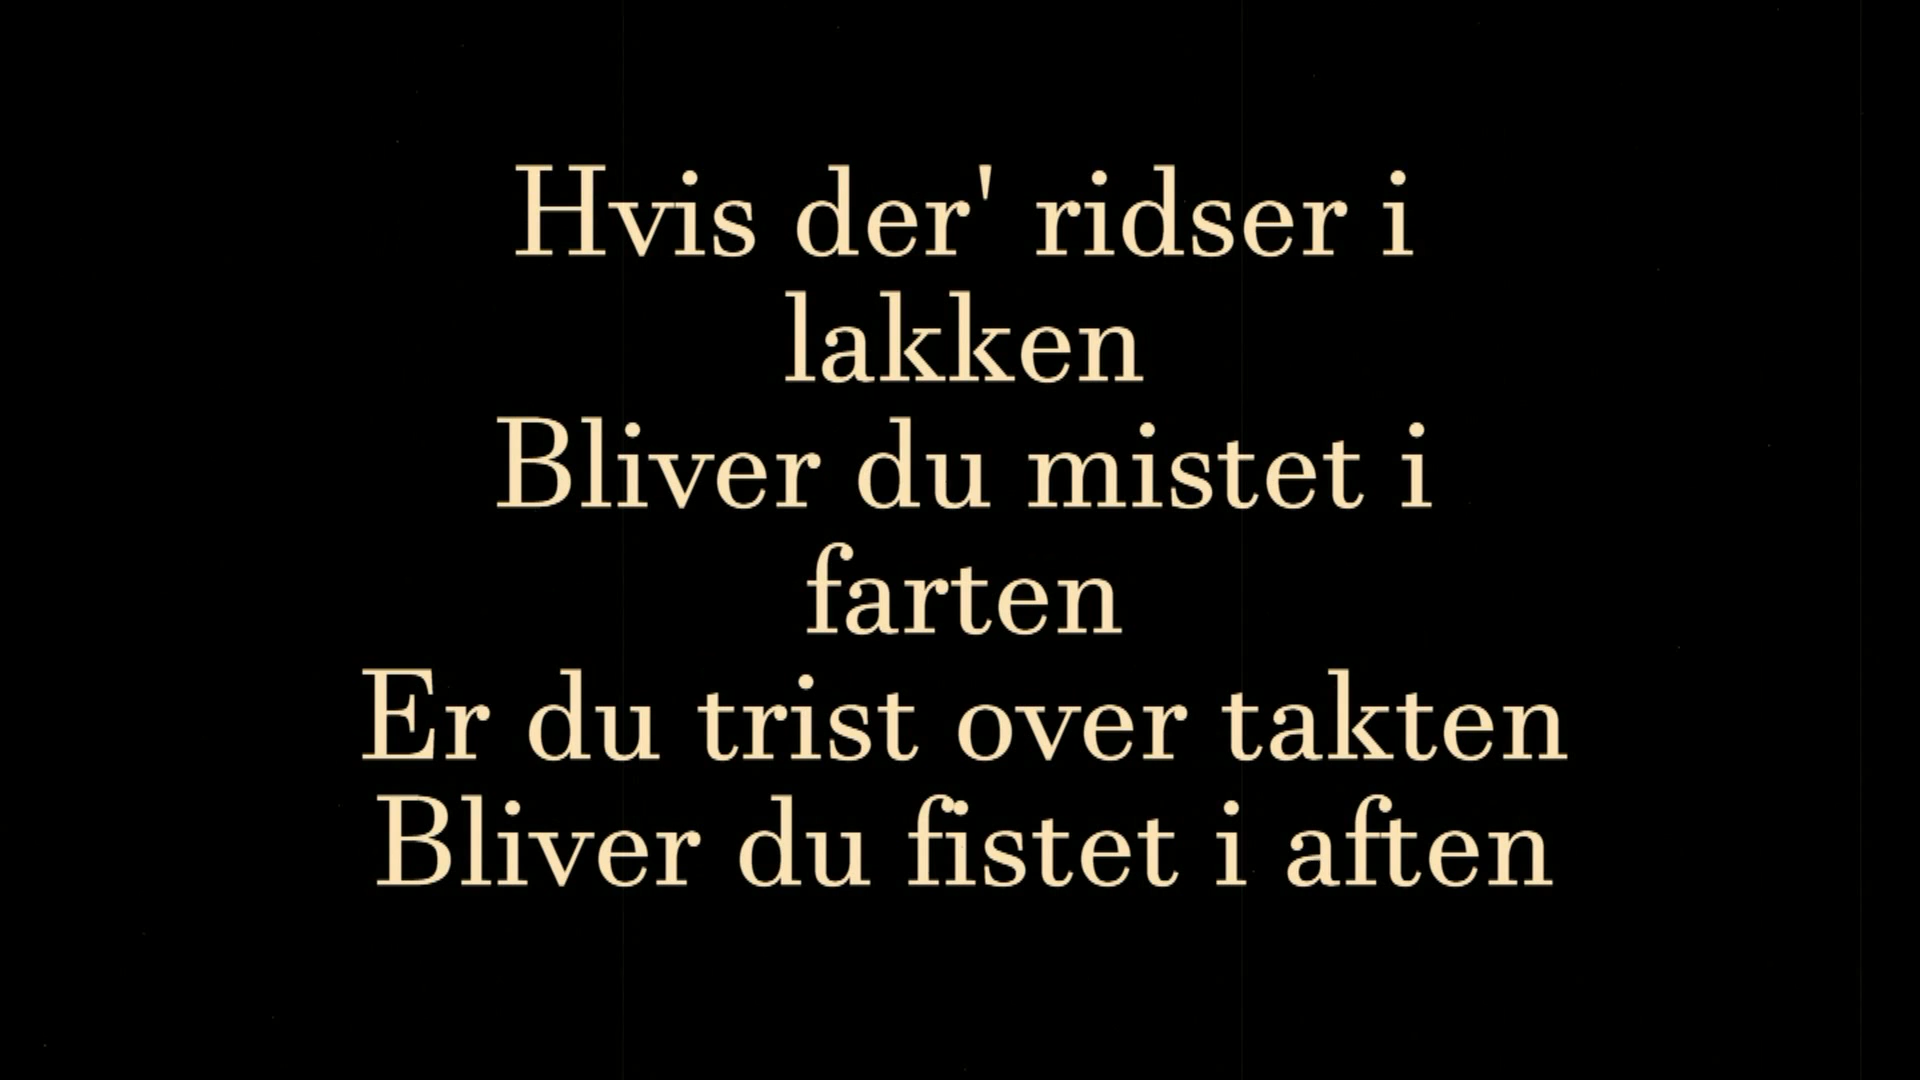 Hvis der' ridser i
lakken
Bliver du mistet i
farten
Er du trist over takten
Bliver du fistet i aften